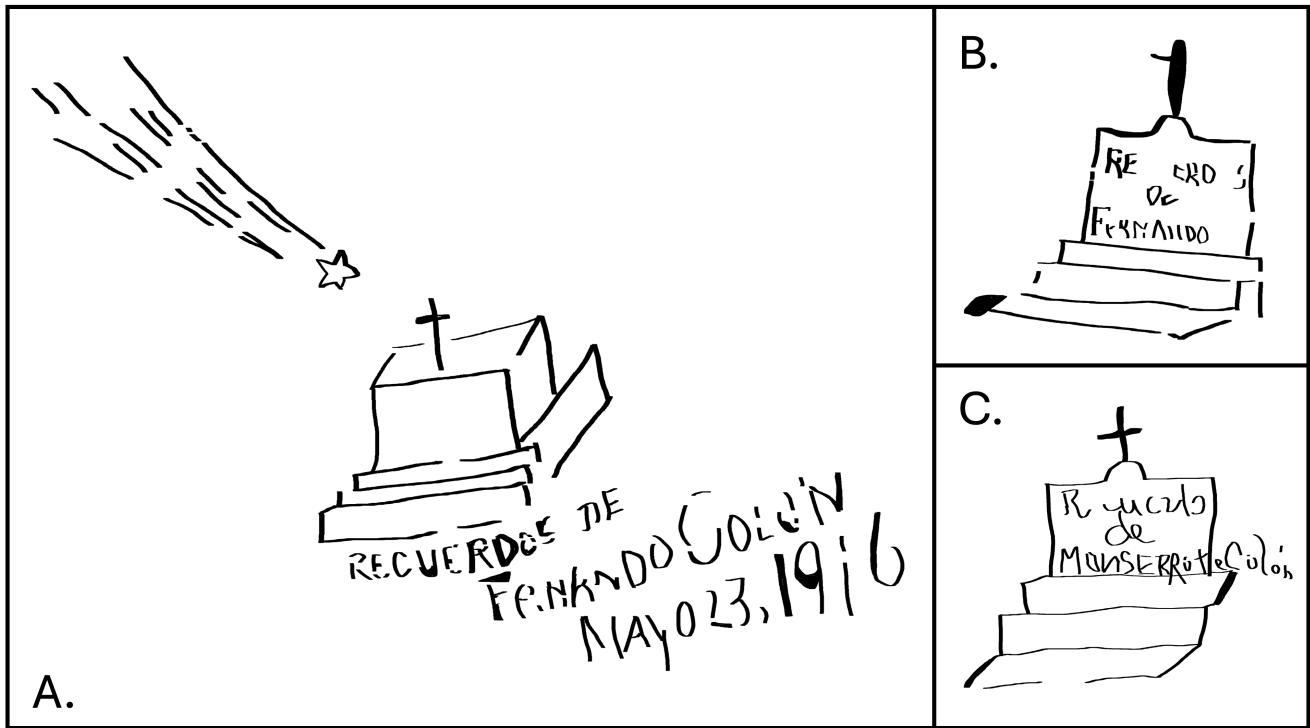 A.
RECUERDOS DE
FERNANDO COLÓN
MAYO 23, 1916
B.
DE
FERNANDO
C.
de
MONSERRATE Colón